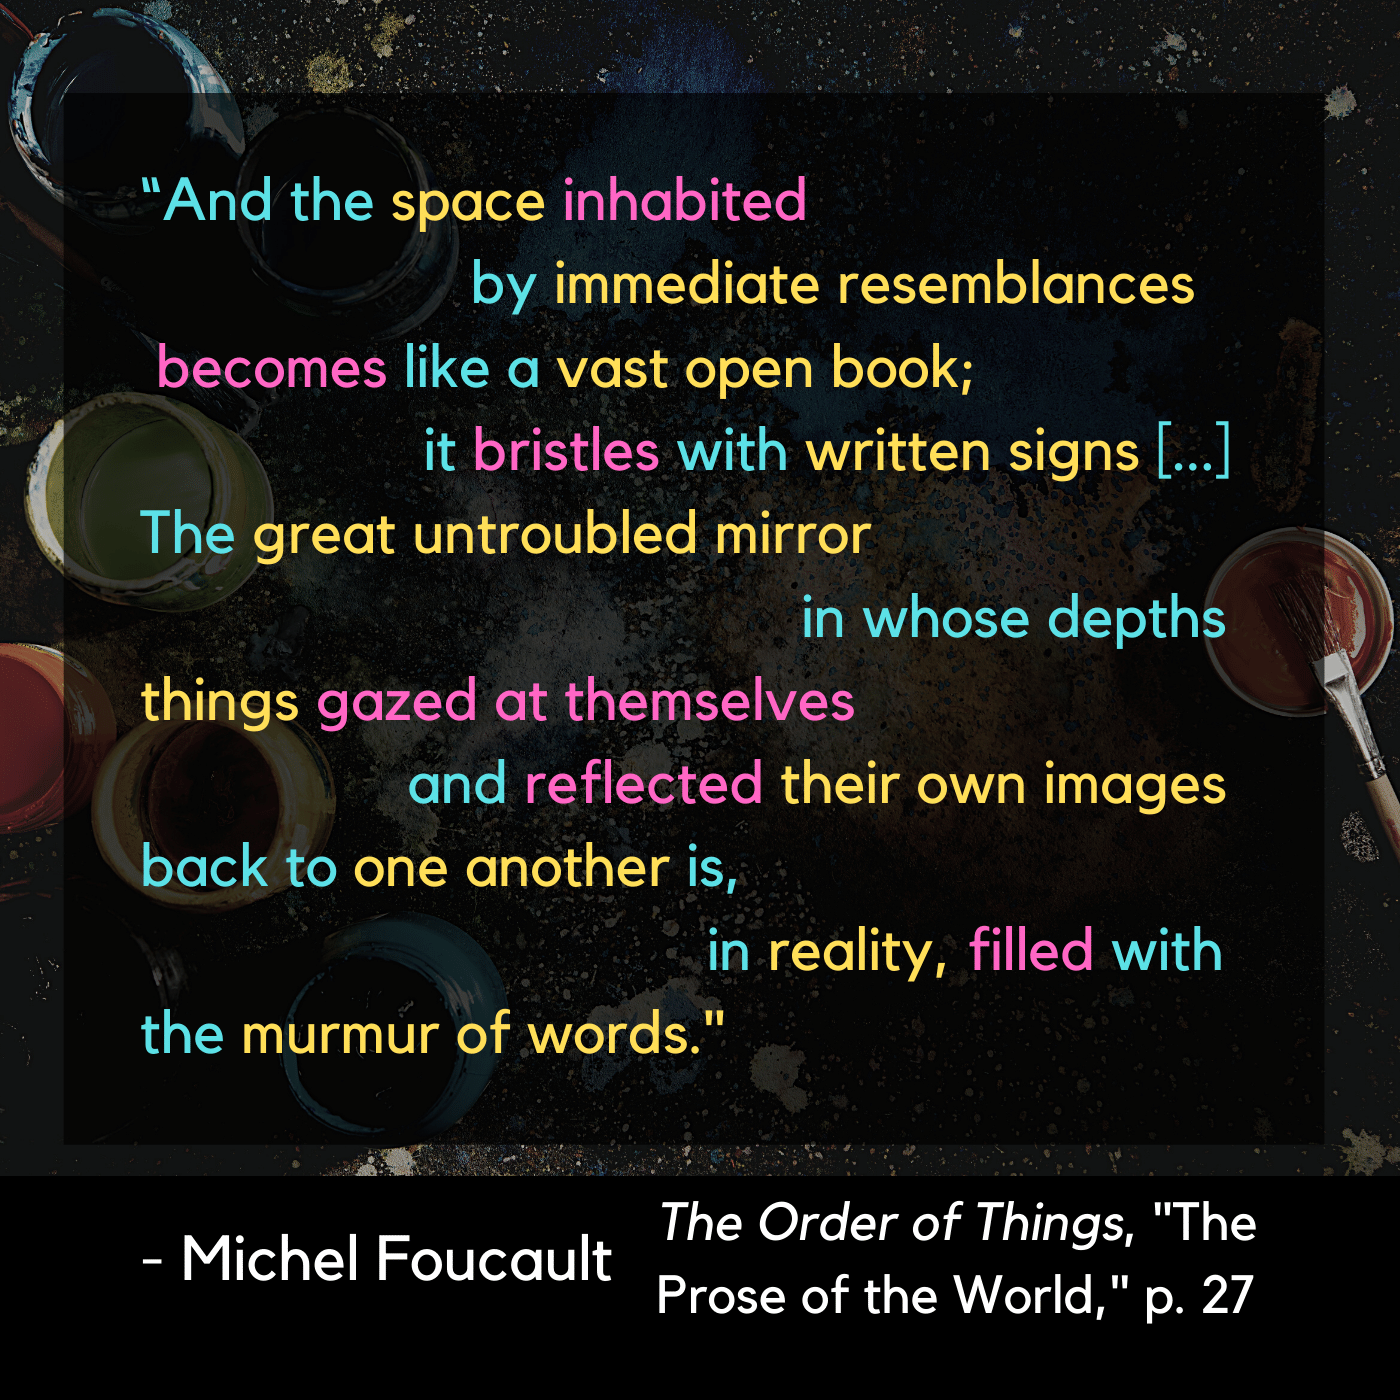 “And the space inhabited
by immediate resemblances
becomes like a vast open book;
it bristles with written signs [...]
The great untroubled mirror
in whose depths
things gazed at themselves
and reflected their own images
back to one another is,
in reality, filled with
the murmur of words."
- Michel Foucault
The Order of Things, "The
Prose of the World," p. 27